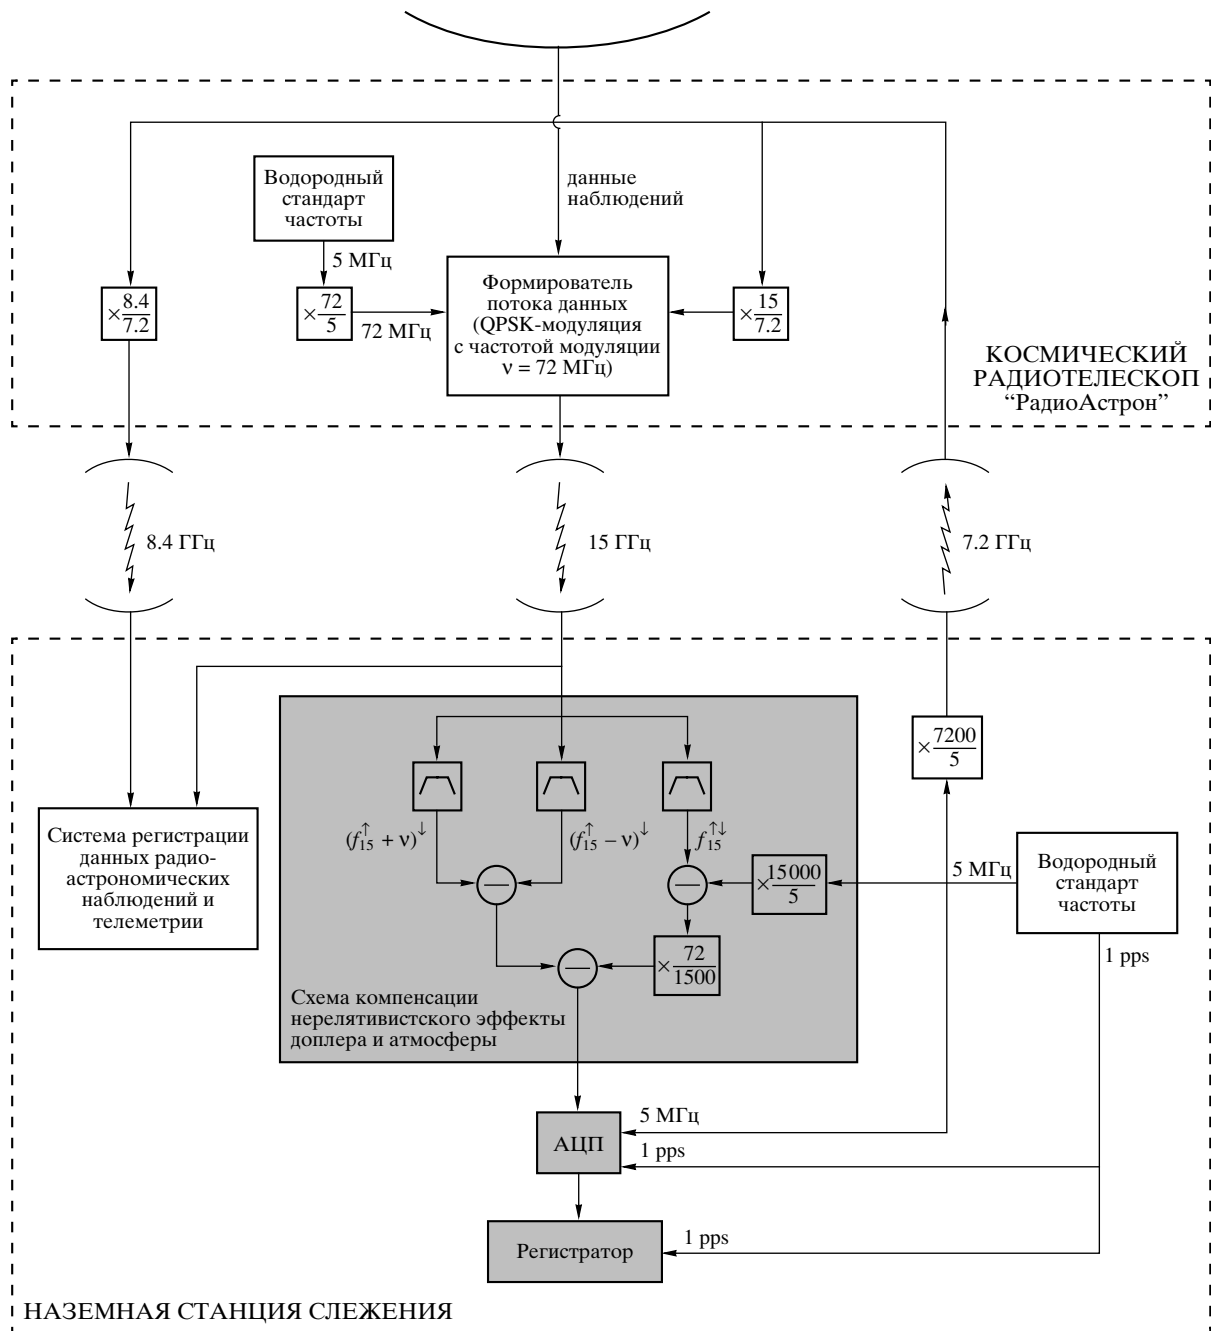 Водородный
стандарт
частоты
данные
наблюдений
5 МГц
×8.4/7.2
×72/5
72 МГц
Формирователь
потока данных
(QPSK-модуляция
с частотой модуляции
ν = 72 МГц)
×15/7.2
КОСМИЧЕСКИЙ
РАДИОТЕЛЕСКОП
“РадиоАстрон”
8.4 ГГц
15 ГГц
7.2 ГГц
×7200/5
Система регистрации
данных радио-
астрономических
наблюдений и
телеметрии
(f₁₅↑ + ν)↓
(f₁₅↑ – ν)↓
f₁₅↑↓
—
—
×15000/5
5 МГц
Водородный
стандарт
частоты
—
×72/1500
1 pps
Схема компенсации
нерелятивистского эффекты
доплера и атмосферы
АЦП
5 МГц
1 pps
Регистратор
1 pps
НАЗЕМНАЯ СТАНЦИЯ СЛЕЖЕНИЯ